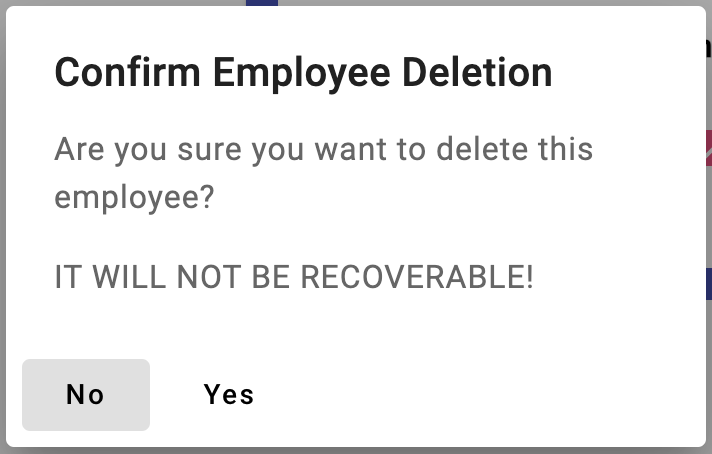 Confirm Employee Deletion
Are you sure you want to delete this
employee?
IT WILL NOT BE RECOVERABLE!
No Yes